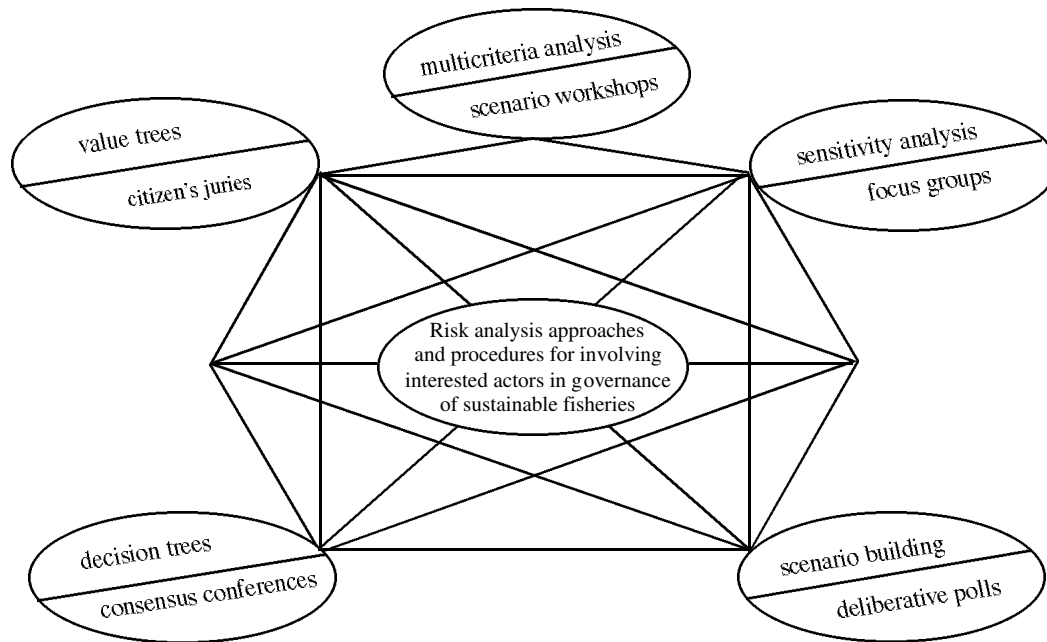 multicriteria analysis
scenario workshops
value trees
citizen's juries
sensitivity analysis
focus groups
Risk analysis approaches
and procedures for involving
interested actors in governance
of sustainable fisheries
decision trees
consensus conferences
scenario building
deliberative polls